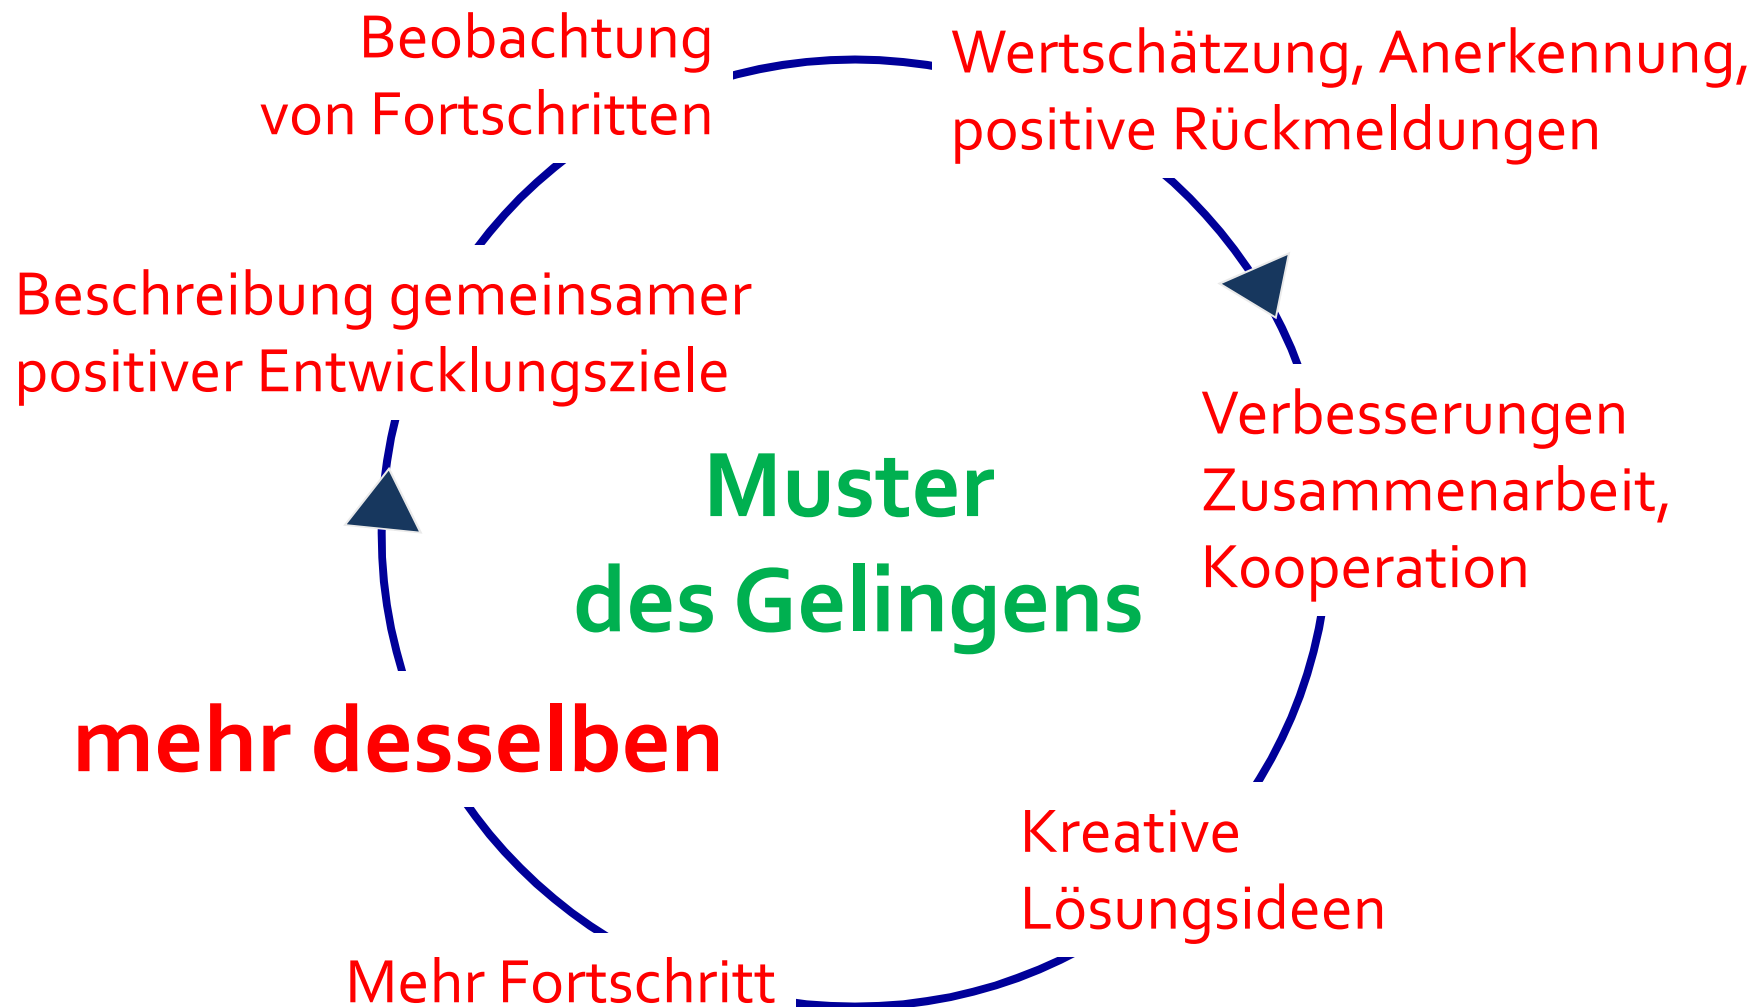 Beobachtung
von Fortschritten
Wertschätzung, Anerkennung,
positive Rückmeldungen
Beschreibung gemeinsamer
positiver Entwicklungsziele
Verbesserungen
Zusammenarbeit,
Kooperation
Muster
des Gelingens
mehr desselben
Kreative
Lösungsideen
Mehr Fortschritt